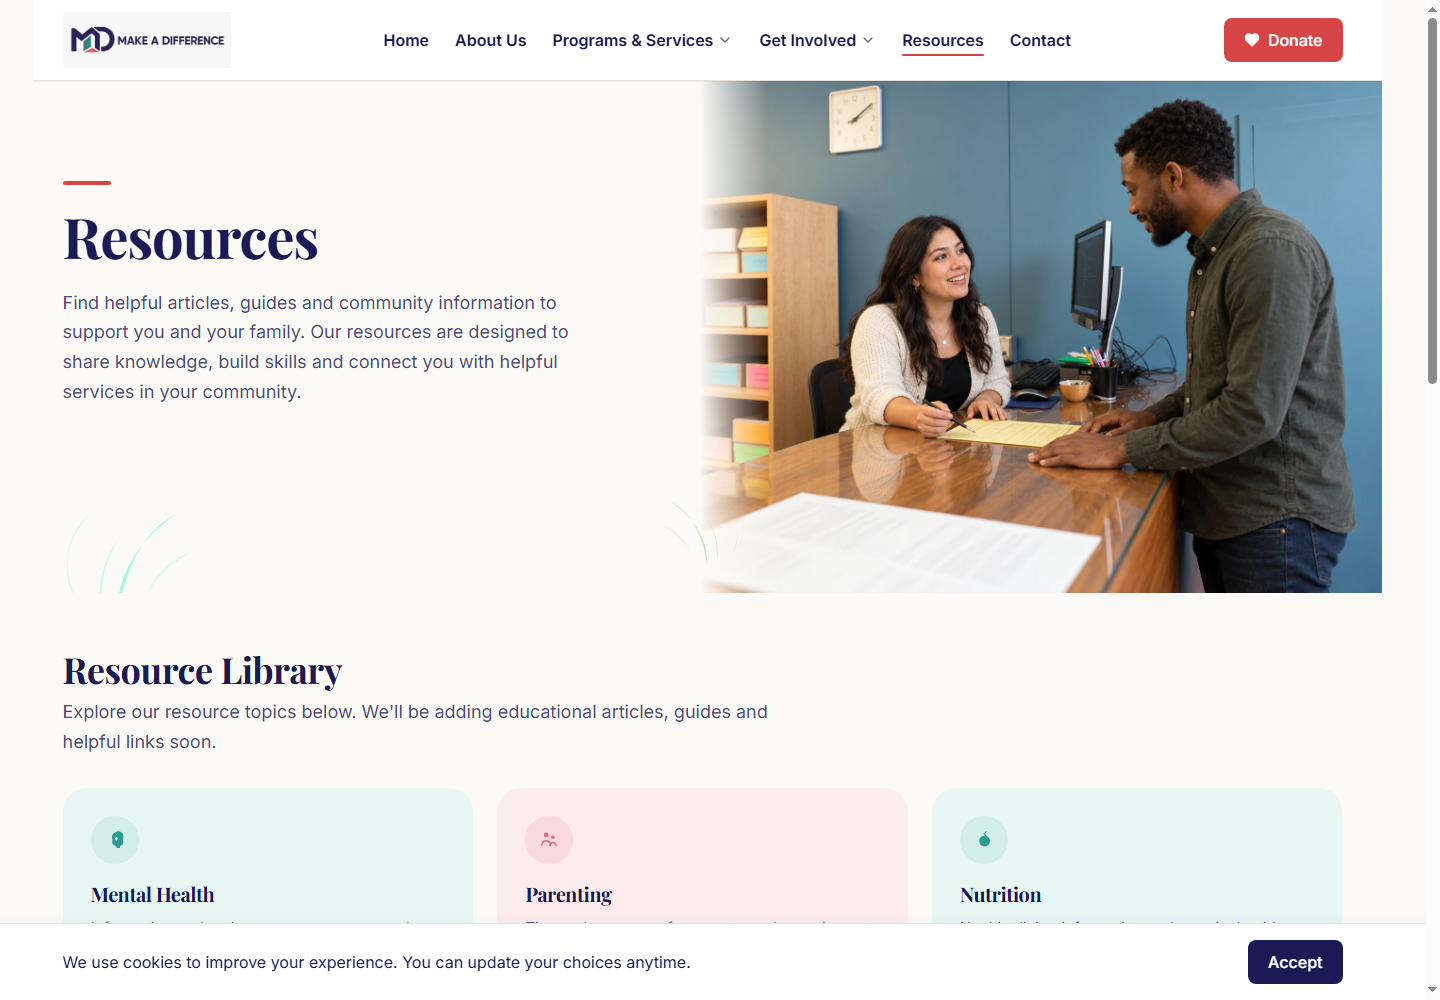 MD MAKE A DIFFERENCE
Home
About Us
Programs & Services
Get Involved
Resources
Contact
Donate
Resources
Find helpful articles, guides and community information to
support you and your family. Our resources are designed to
share knowledge, build skills and connect you with helpful
services in your community.
Resource Library
Explore our resource topics below. We'll be adding educational articles, guides and
helpful links soon.
Mental Health
Parenting
Nutrition
We use cookies to improve your experience. You can update your choices anytime.
Accept